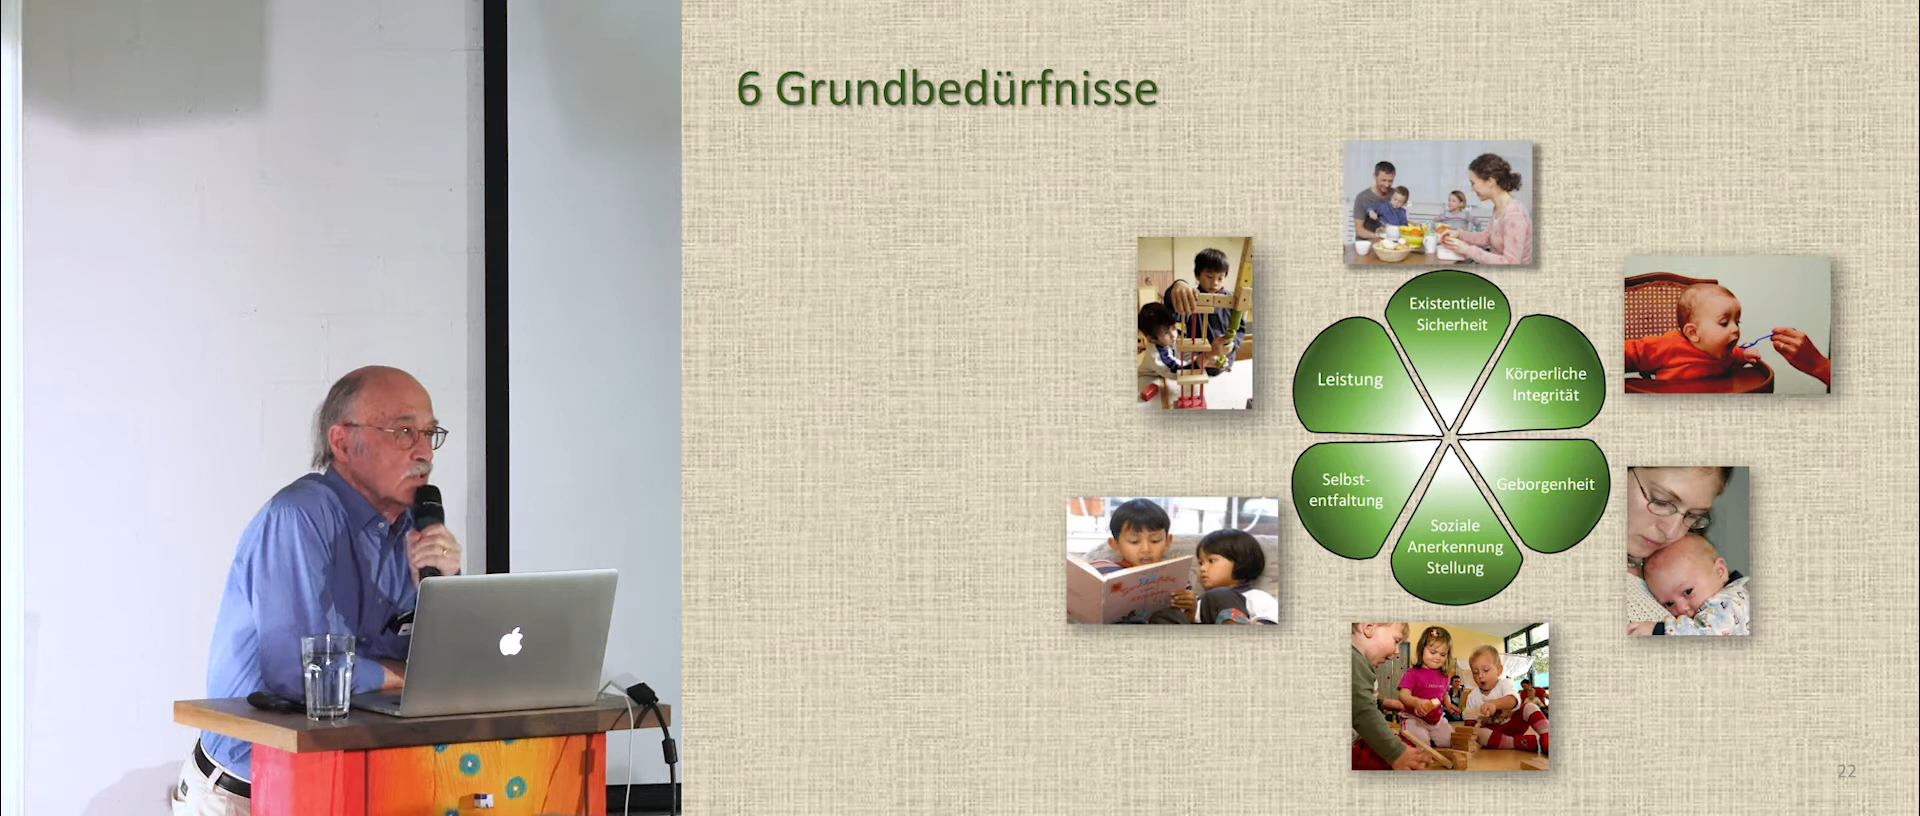 6 Grundbedürfnisse
Existentielle
Sicherheit
Leistung
Körperliche
Integrität
Selbst-
entfaltung
Geborgenheit
Soziale
Anerkennung
Stellung
22